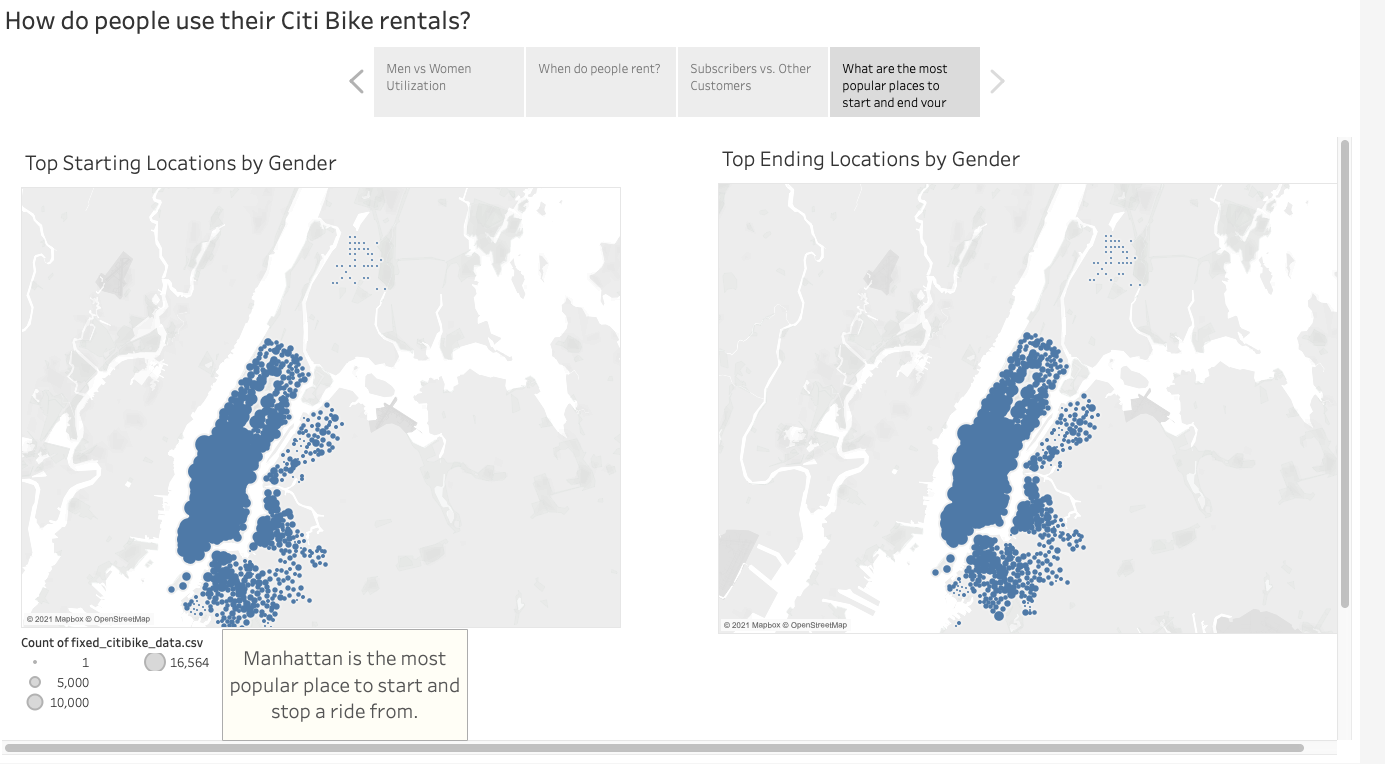 How do people use their Citi Bike rentals?
Men vs Women
Utilization
When do people rent?
Subscribers vs. Other
Customers
What are the most
popular places to
start and end your
Top Starting Locations by Gender
Top Ending Locations by Gender
© 2021 Mapbox © OpenStreetMap
© 2021 Mapbox © OpenStreetMap
Count of fixed_citibike_data.csv
1
5,000
10,000
16,564
Manhattan is the most
popular place to start and
stop a ride from.